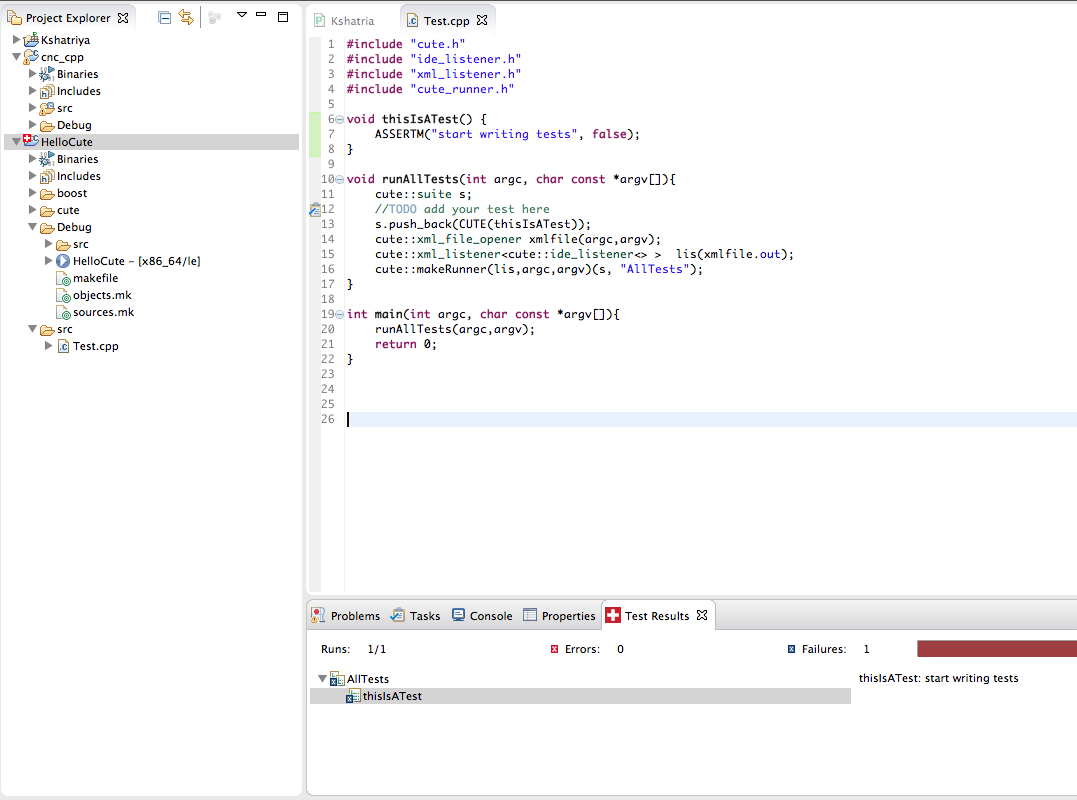 Project Explorer
Kshatriya
cnc_cpp
Binaries
Includes
src
Debug
HelloCute
Binaries
Includes
boost
cute
Debug
src
HelloCute - [x86_64/le]
makefile
objects.mk
sources.mk
src
Test.cpp
Kshatria
Test.cpp
1 #include "cute.h"
2 #include "ide_listener.h"
3 #include "xml_listener.h"
4 #include "cute_runner.h"
5
6 void thisIsATest() {
7 ASSERTM("start writing tests", false);
8 }
9
10 void runAllTests(int argc, char const *argv[]){
11 cute::suite s;
12 //TODO add your test here
13 s.push_back(CUTE(thisIsATest));
14 cute::xml_file_opener xmlfile(argc,argv);
15 cute::xml_listener<cute::ide_listener<> >  lis(xmlfile.out);
16 cute::makeRunner(lis,argc,argv)(s, "AllTests");
17 }
18
19 int main(int argc, char const *argv[]){
20 runAllTests(argc,argv);
21 return 0;
22 }
23
24
25
26
Problems Tasks Console Properties Test Results
Runs: 1/1 Errors: 0 Failures: 1
AllTests
thisIsATest: start writing tests
thisIsATest